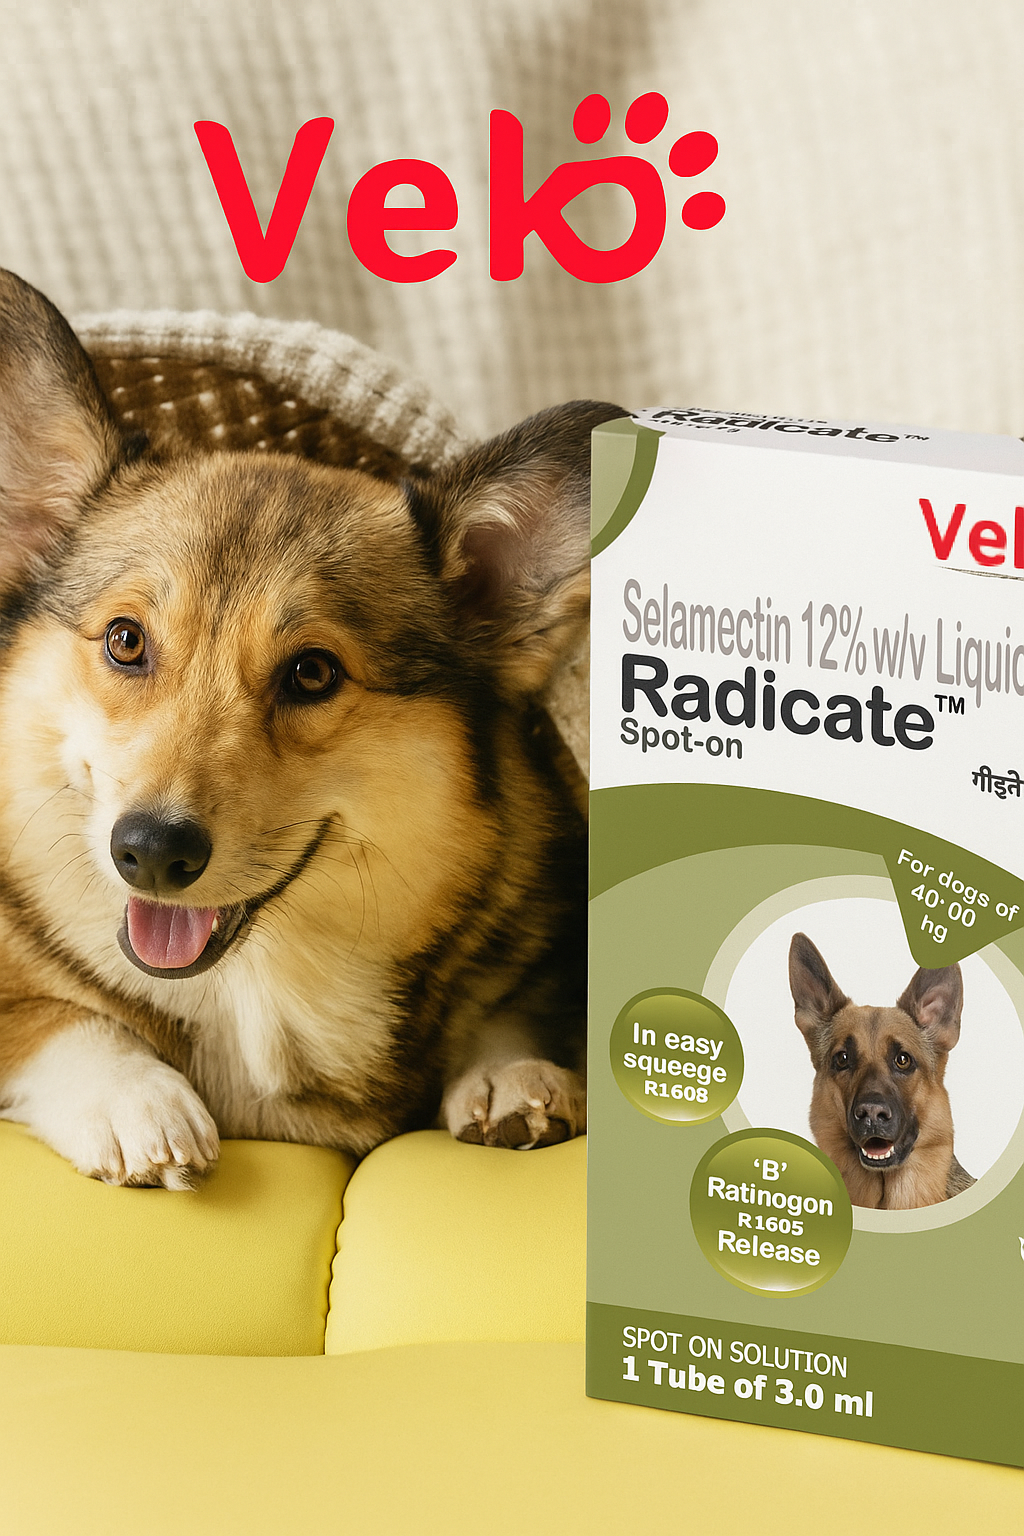 Veko
Radicate™
Vek
Selamectin 12% w/v Liquid
Radicate™
Spot-on
गीइते
For dogs of
40·00
hg
In easy
squeege
R1608
‘B’
Ratinogon
R1605
Release
SPOT ON SOLUTION
1 Tube of 3.0 ml